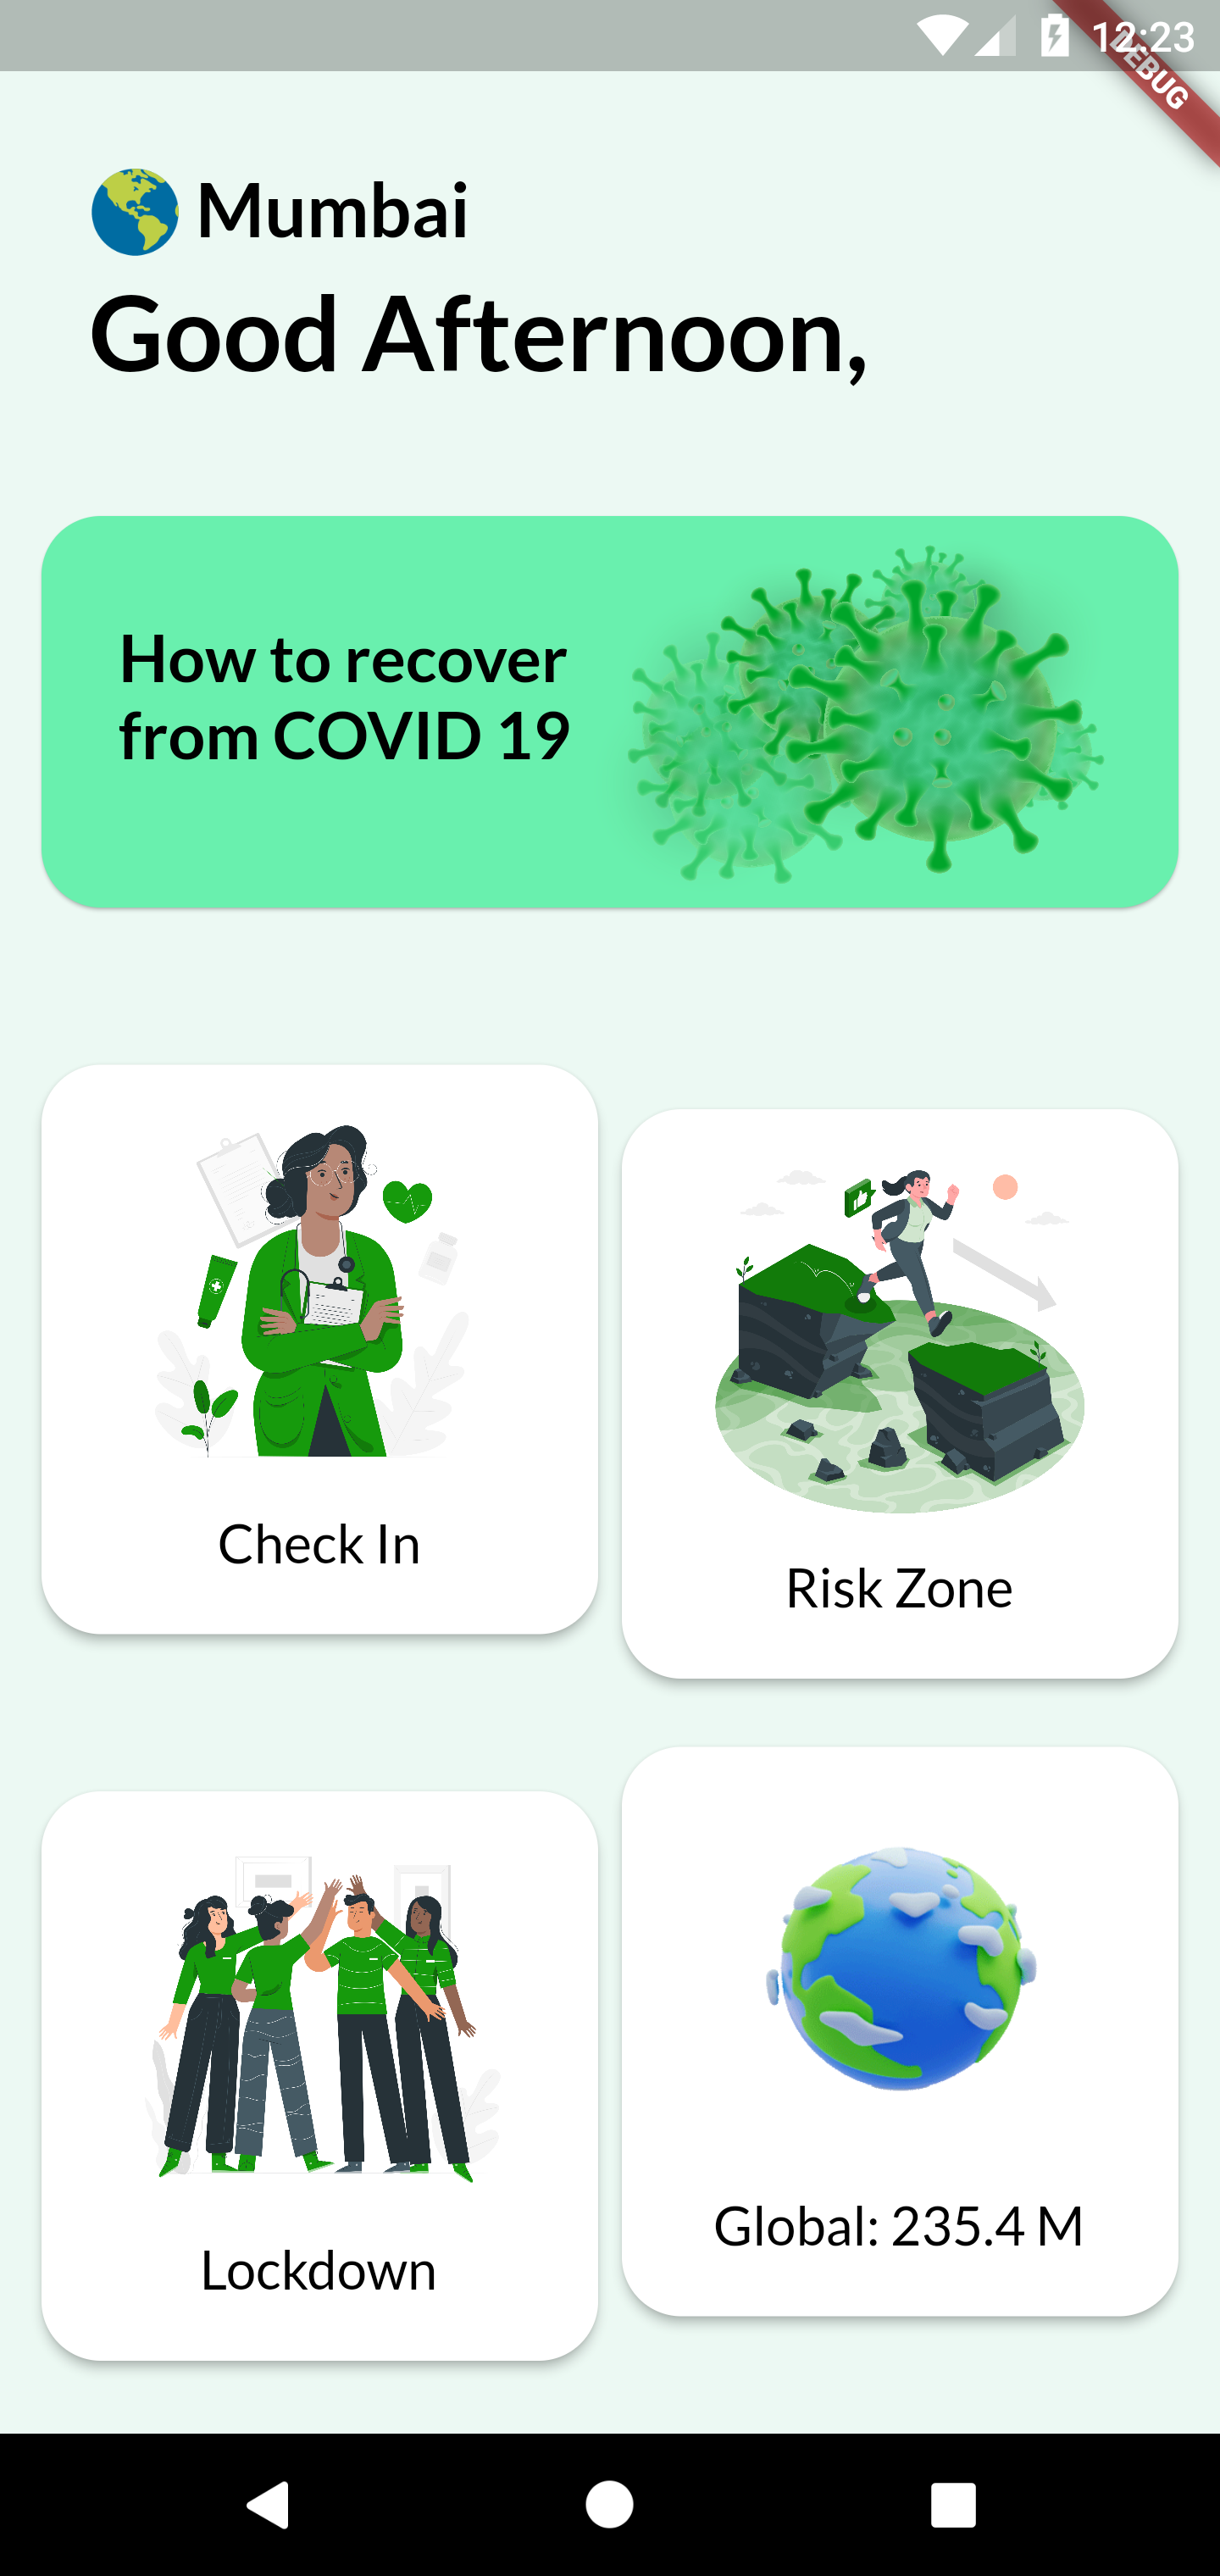 12:23
DEBUG
Mumbai
Good Afternoon,
How to recover
from COVID 19
Check In
Risk Zone
Lockdown
Global: 235.4 M